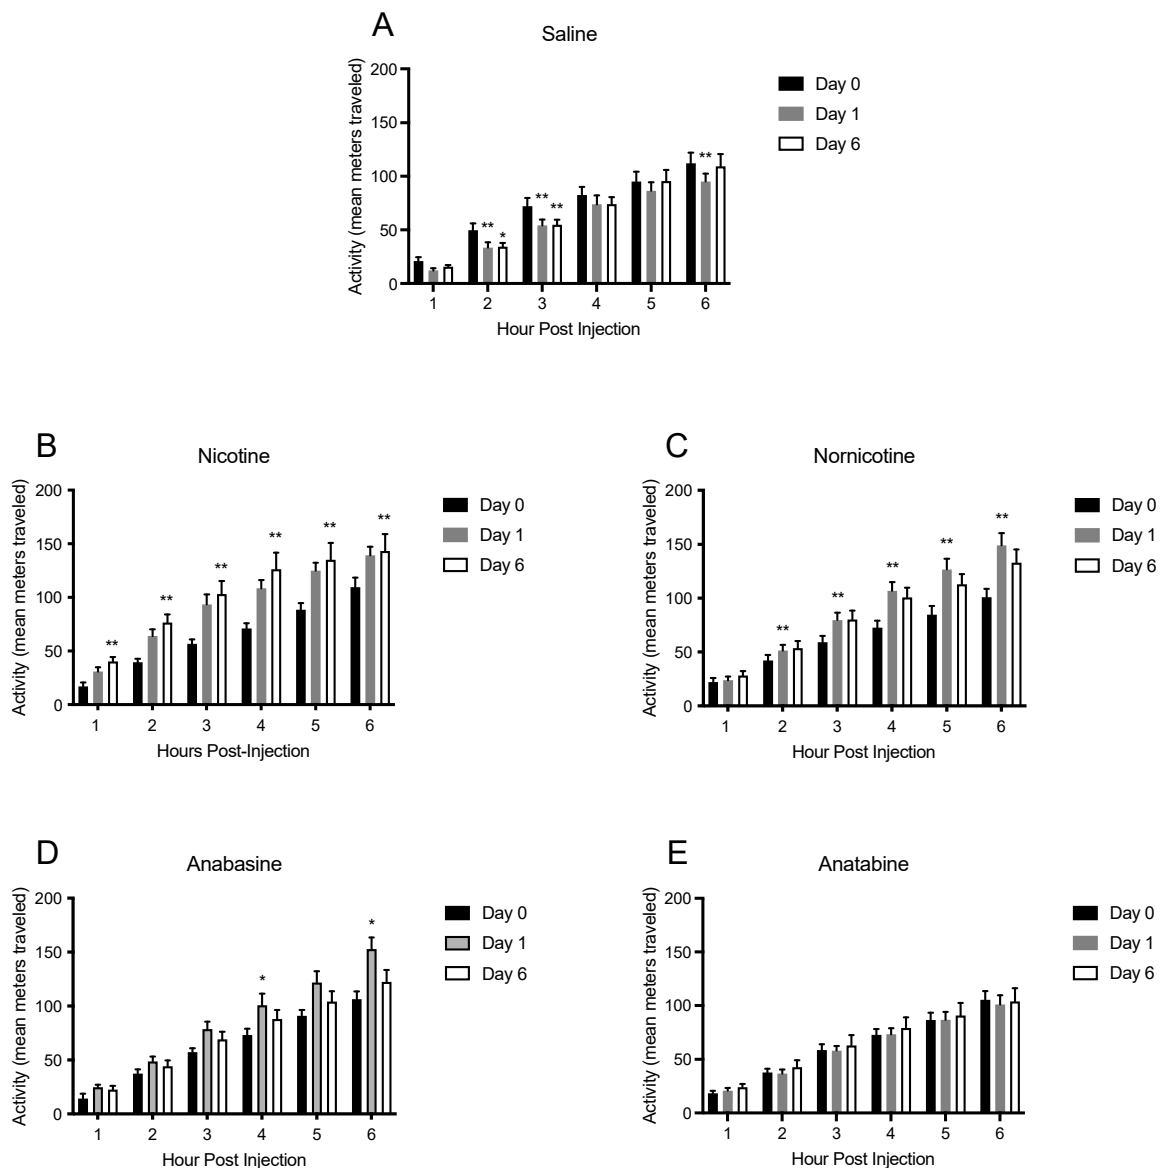 A
Saline
Activity (mean meters traveled)
200
150
100
50
0
** * ** ** **
1 2 3 4 5 6
Hour Post Injection
Day 0
Day 1
Day 6
B
Nicotine
Activity (mean meters traveled)
200
150
100
50
0
** ** ** ** ** **
1 2 3 4 5 6
Hours Post-Injection
Day 0
Day 1
Day 6
C
Nornicotine
Activity (mean meters traveled)
200
150
100
50
0
** ** ** ** **
1 2 3 4 5 6
Hour Post Injection
Day 0
Day 1
Day 6
D
Anabasine
Activity (mean meters traveled)
200
150
100
50
0
* *
1 2 3 4 5 6
Hour Post Injection
Day 0
Day 1
Day 6
E
Anatabine
Activity (mean meters traveled)
200
150
100
50
0
1 2 3 4 5 6
Hour Post Injection
Day 0
Day 1
Day 6